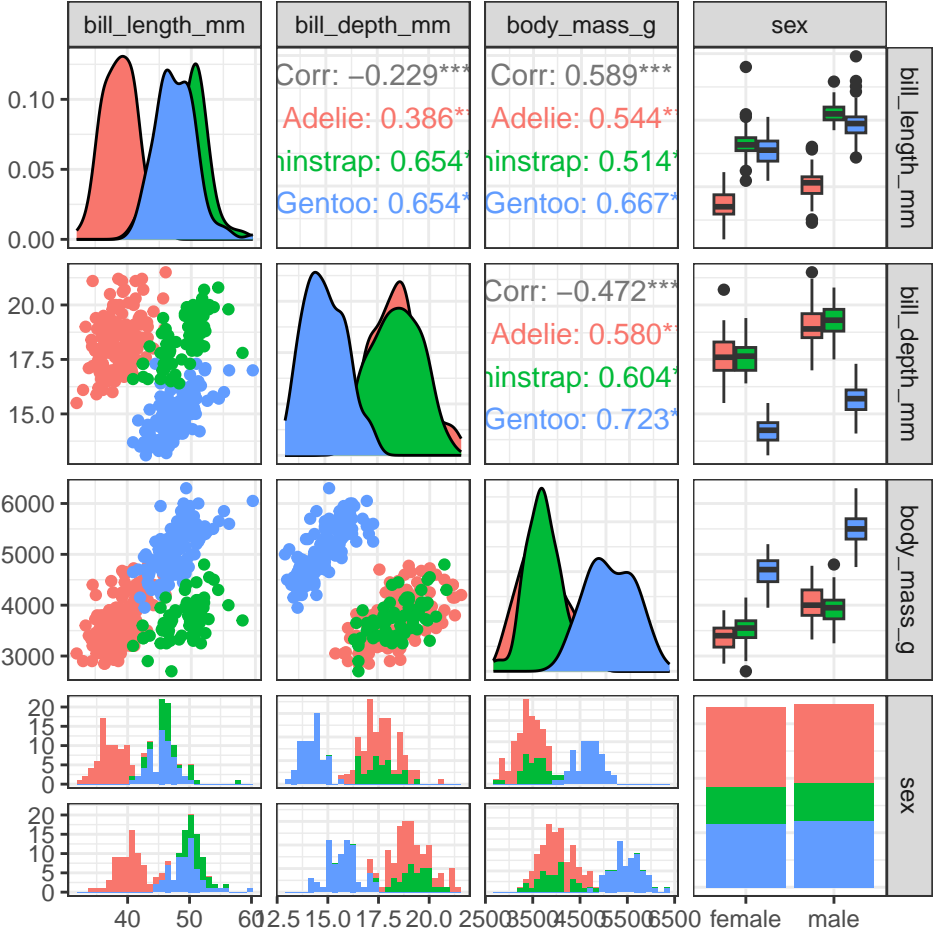 bill_length_mm bill_depth_mm body_mass_g sex
Corr: −0.229*** Corr: 0.589***
0.10 Adelie: 0.386** Adelie: 0.544** bill_length_mm
0.05 ninstrap: 0.654* ninstrap: 0.514*
0.00 Gentoo: 0.654* Gentoo: 0.667*
20.0 Corr: −0.472***
17.5 Adelie: 0.580** bill_depth_mm
ninstrap: 0.604*
15.0 Gentoo: 0.723*
6000
5000
4000 body_mass_g
3000
20
15
10
5
0
sex
20
15
10
5
0
40 50 60 12.5 15.0 17.5 20.0 2500 3500 4500 5500 6500 female male